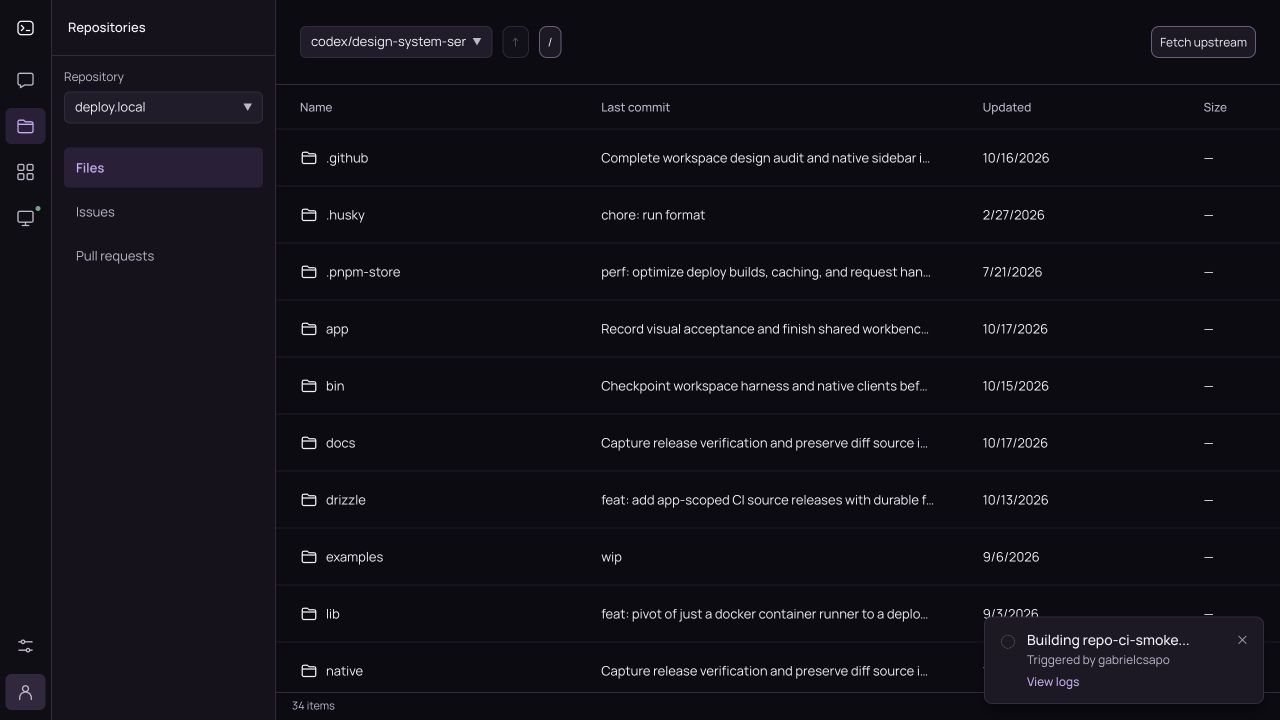 Repositories
Repository
deploy.local
Files
Issues
Pull requests
codex/design-system-ser
↑
/
Fetch upstream
Name Last commit Updated Size
.github Complete workspace design audit and native sidebar i... 10/16/2026 —
.husky chore: run format 2/27/2026 —
.pnpm-store perf: optimize deploy builds, caching, and request han... 7/21/2026 —
app Record visual acceptance and finish shared workbenc... 10/17/2026 —
bin Checkpoint workspace harness and native clients bef... 10/15/2026 —
docs Capture release verification and preserve diff source i... 10/17/2026 —
drizzle feat: add app-scoped CI source releases with durable f... 10/13/2026 —
examples wip 9/6/2026 —
lib feat: pivot of just a docker container runner to a deplo... 9/3/2026 —
native Capture release verification and preserve diff source i...
34 items
Building repo-ci-smoke...
Triggered by gabrielcsapo
View logs